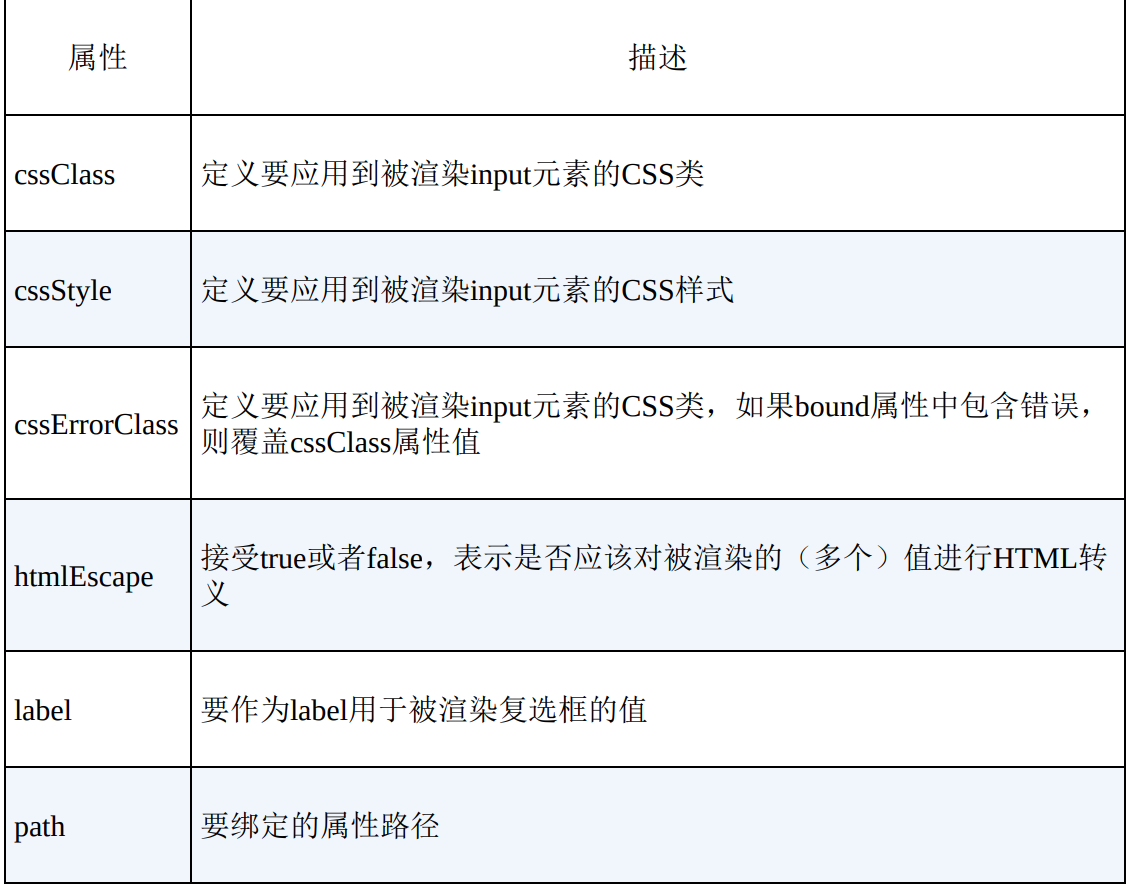 属性
描述
cssClass
定义要应用到被渲染input元素的CSS类
cssStyle
定义要应用到被渲染input元素的CSS样式
cssErrorClass
定义要应用到被渲染input元素的CSS类，如果bound属性中包含错误，
则覆盖cssClass属性值
htmlEscape
接受true或者false，表示是否应该对被渲染的（多个）值进行HTML转
义
label
要作为label用于被渲染复选框的值
path
要绑定的属性路径